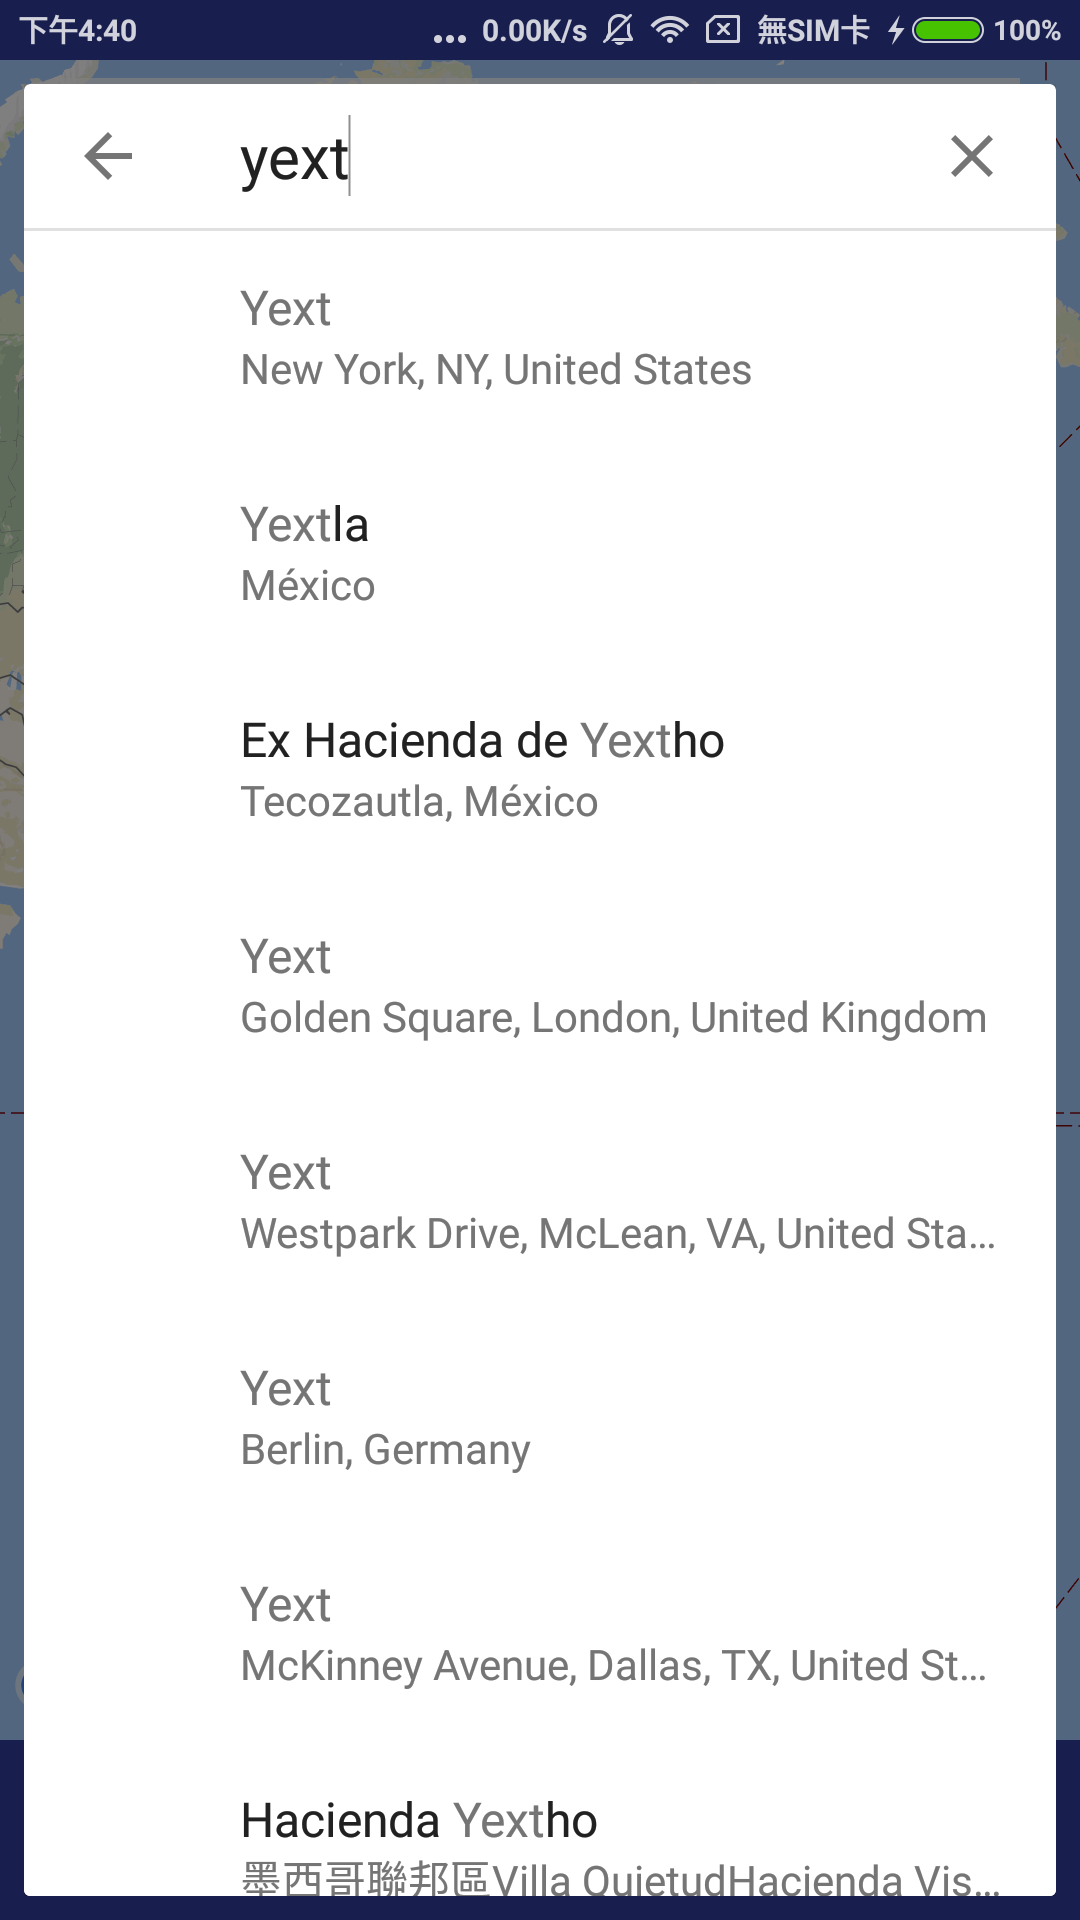 下午4:40 ... 0.00K/s 無SIM卡 100%
yext
Yext
New York, NY, United States
Yextla
México
Ex Hacienda de Yextho
Tecozautla, México
Yext
Golden Square, London, United Kingdom
Yext
Westpark Drive, McLean, VA, United Sta...
Yext
Berlin, Germany
Yext
McKinney Avenue, Dallas, TX, United St...
Hacienda Yextho
墨西哥聯邦區Villa QuietudHacienda Vis...